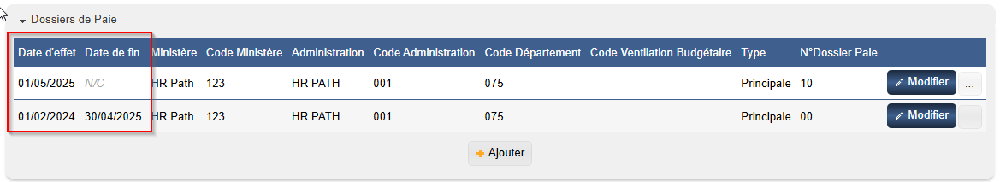 Dossiers de Paie
Date d'effet Date de fin Ministère Code Ministère Administration Code Administration Code Département Code Ventilation Budgétaire Type N°Dossier Paie
01/05/2025 N/C HR Path 123 HR PATH 001 075 Principale 10 Modifier ...
01/02/2024 30/04/2025 HR Path 123 HR PATH 001 075 Principale 00 Modifier ...
Ajouter